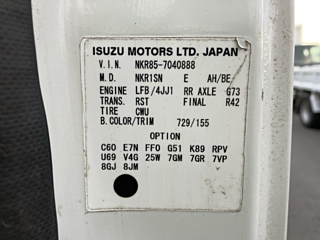 ISUZU MOTORS LTD. JAPAN
V.I.N. NKR85-7040888
M.D. NKR1SN E AH/BE
ENGINE LFB/4JJ1 RR AXLE G73
TRANS. RST FINAL R42
TIRE CWU
B.COLOR/TRIM 729/155
OPTION
C60 E7N FFO G51 K89 RPV
U69 V4G 25W 7GM 7GR 7VP
8GJ 8JM